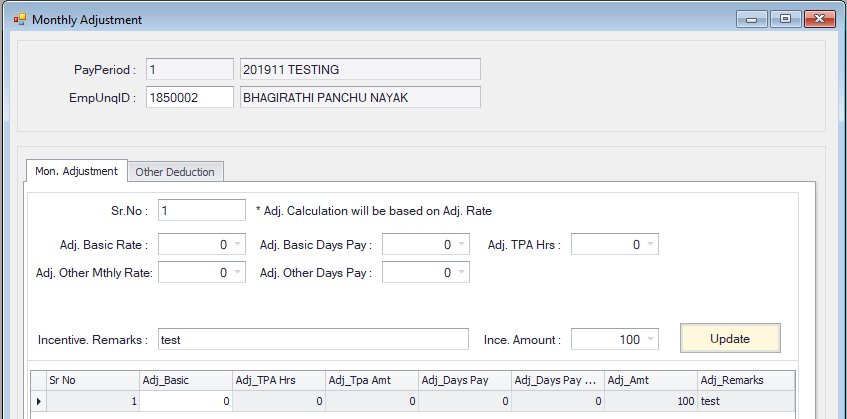 Monthly Adjustment
PayPeriod : 1 201911 TESTING
EmpUnqID : 1850002 BHAGIRATHI PANCHU NAYAK
Mon. Adjustment Other Deduction
Sr.No : 1 * Adj. Calculation will be based on Adj. Rate
Adj. Basic Rate : 0 Adj. Basic Days Pay : 0 Adj. TPA Hrs : 0
Adj. Other Mthly Rate: 0 Adj. Other Days Pay : 0
Incentive. Remarks : test Ince. Amount : 100 Update
Sr No Adj_Basic Adj_TPA Hrs Adj_Tpa Amt Adj_Days Pay Adj_Days Pay ... Adj_Amt Adj_Remarks
1 0 0 0 0 0 100 test